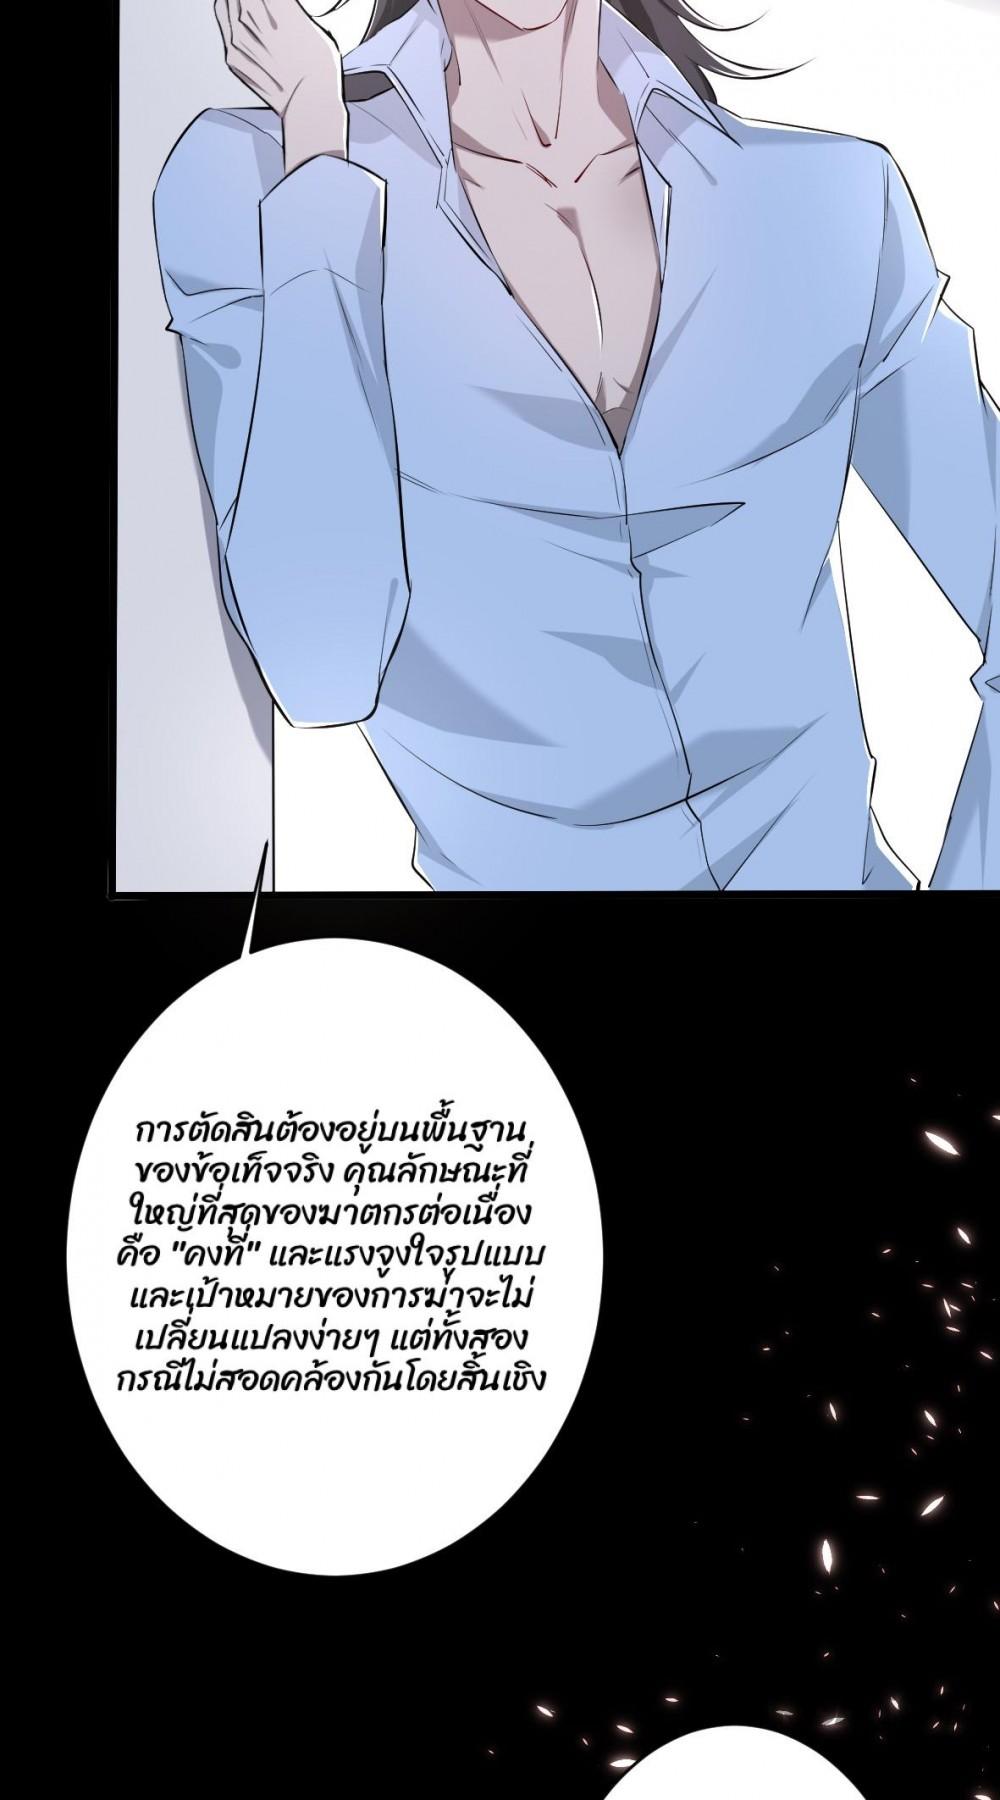 การตัดสินต้องอยู่บนพื้นฐาน
ของข้อเท็จจริง คุณลักษณะที่
ใหญ่ที่สุดของฆาตกรต่อเนื่อง
คือ "คงที่" และแรงจูงใจรูปแบบ
และเป้าหมายของการฆ่าจะไม่
เปลี่ยนแปลงง่ายๆ แต่ทั้งสอง
กรณีไม่สอดคล้องกันโดยสิ้นเชิง